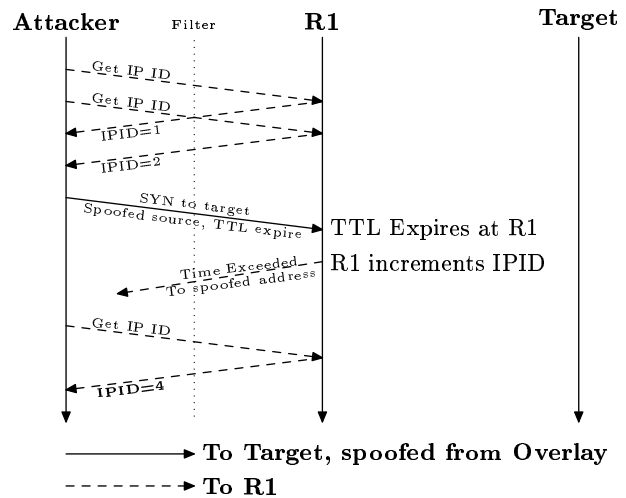 Attacker Filter R1 Target
Get IP ID
Get IP ID
IPID=1
IPID=2
SYN to target
Spoofed source, TTL expire
TTL Expires at R1
R1 increments IPID
Time Exceeded
To spoofed address
Get IP ID
IPID=4
To Target, spoofed from Overlay
To R1